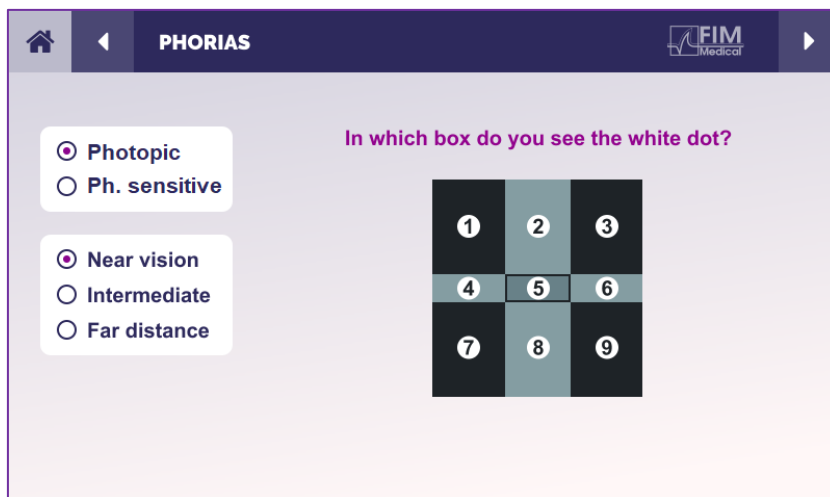 PHORIAS
FIM
Medical
Photopic
Ph. sensitive
Near vision
Intermediate
Far distance
In which box do you see the white dot?
1 2 3
4 5 6
7 8 9